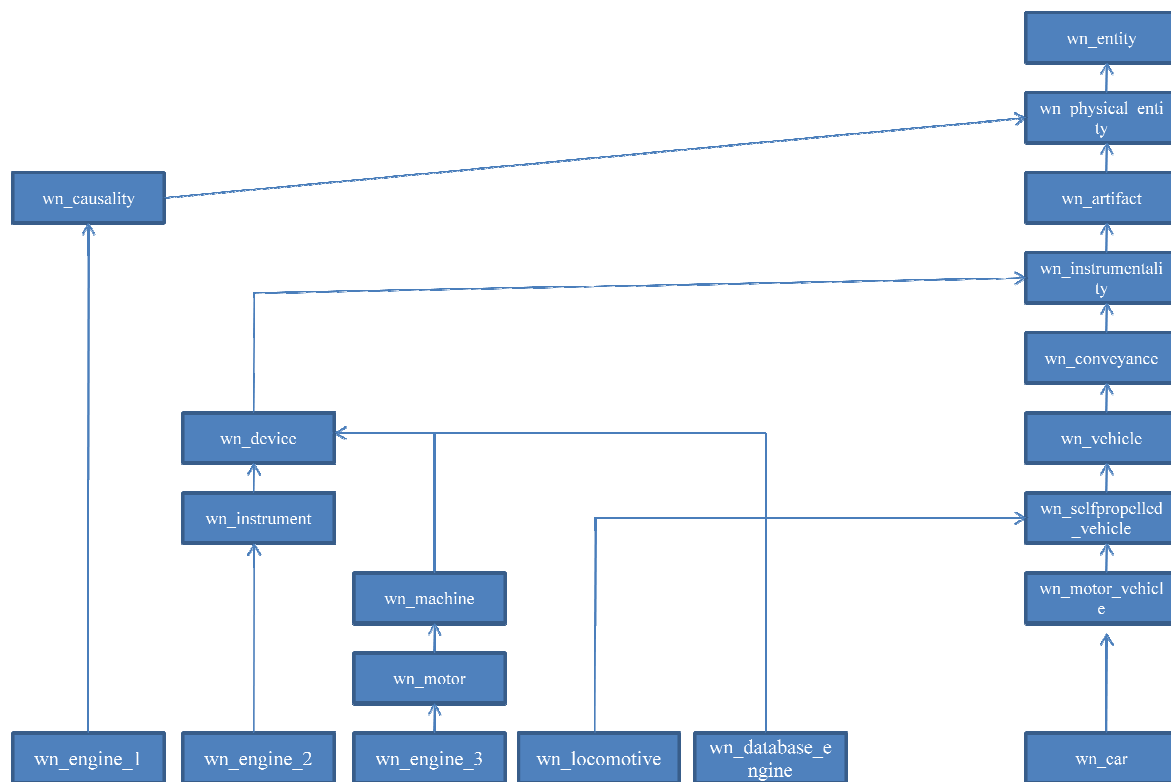 wn_entity
wn_physical_enti
ty
wn_causality
wn_artifact
wn_instrumentali
ty
wn_conveyance
wn_device
wn_vehicle
wn_instrument
wn_selfpropelled
_vehicle
wn_machine
wn_motor_vehicl
e
wn_motor
wn_engine_1
wn_engine_2
wn_engine_3
wn_locomotive
wn_database_e
ngine
wn_car